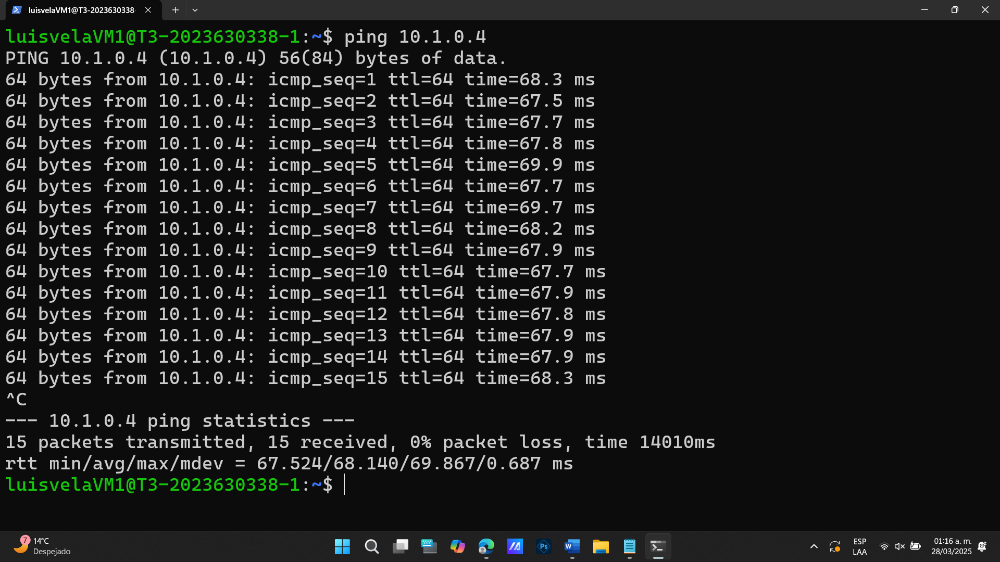 luisvelaVM1@T3-2023630338-
luisvelaVM1@T3-2023630338-1:~$ ping 10.1.0.4
PING 10.1.0.4 (10.1.0.4) 56(84) bytes of data.
64 bytes from 10.1.0.4: icmp_seq=1 ttl=64 time=68.3 ms
64 bytes from 10.1.0.4: icmp_seq=2 ttl=64 time=67.5 ms
64 bytes from 10.1.0.4: icmp_seq=3 ttl=64 time=67.7 ms
64 bytes from 10.1.0.4: icmp_seq=4 ttl=64 time=67.8 ms
64 bytes from 10.1.0.4: icmp_seq=5 ttl=64 time=69.9 ms
64 bytes from 10.1.0.4: icmp_seq=6 ttl=64 time=67.7 ms
64 bytes from 10.1.0.4: icmp_seq=7 ttl=64 time=69.7 ms
64 bytes from 10.1.0.4: icmp_seq=8 ttl=64 time=68.2 ms
64 bytes from 10.1.0.4: icmp_seq=9 ttl=64 time=67.9 ms
64 bytes from 10.1.0.4: icmp_seq=10 ttl=64 time=67.7 ms
64 bytes from 10.1.0.4: icmp_seq=11 ttl=64 time=67.9 ms
64 bytes from 10.1.0.4: icmp_seq=12 ttl=64 time=67.8 ms
64 bytes from 10.1.0.4: icmp_seq=13 ttl=64 time=67.9 ms
64 bytes from 10.1.0.4: icmp_seq=14 ttl=64 time=67.9 ms
64 bytes from 10.1.0.4: icmp_seq=15 ttl=64 time=68.3 ms
^C
--- 10.1.0.4 ping statistics ---
15 packets transmitted, 15 received, 0% packet loss, time 14010ms
rtt min/avg/max/mdev = 67.524/68.140/69.867/0.687 ms
luisvelaVM1@T3-2023630338-1:~$
7
14°C
Despejado
Ps
W
ESP
LAA
01:16 a. m.
28/03/2025